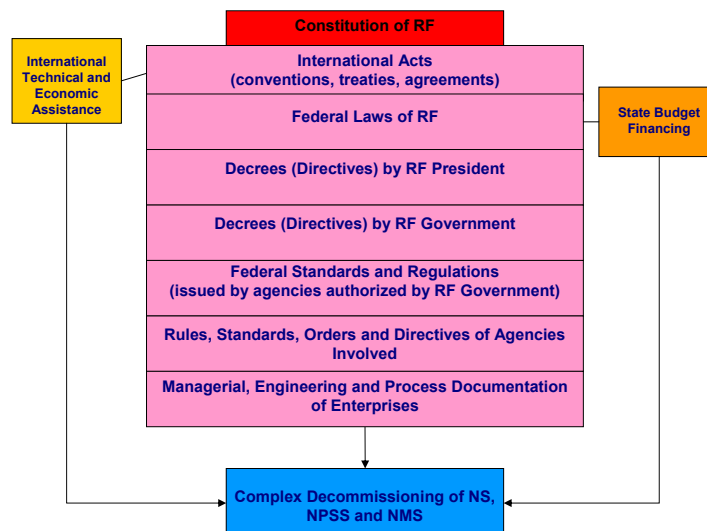 Constitution of RF
International
Technical and
Economic
Assistance
International Acts
(conventions, treaties, agreements)
Federal Laws of RF
State Budget
Financing
Decrees (Directives) by RF President
Decrees (Directives) by RF Government
Federal Standards and Regulations
(issued by agencies authorized by RF Government)
Rules, Standards, Orders and Directives of Agencies
Involved
Managerial, Engineering and Process Documentation
of Enterprises
Complex Decommissioning of NS,
NPSS and NMS